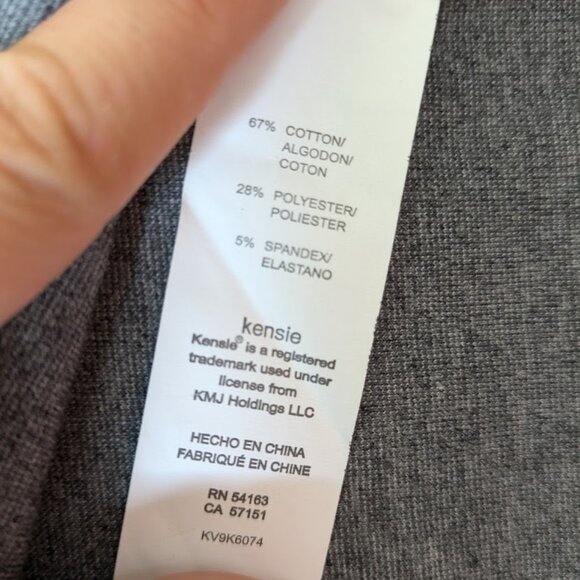 67% COTTON/
ALGODON/
COTON
28% POLYESTER/
POLIESTER
5% SPANDEX/
ELASTANO
kensie
Kensie® is a registered
trademark used under
license from
KMJ Holdings LLC
HECHO EN CHINA
FABRIQUÉ EN CHINE
RN 54163
CA 57151
KV9K6074